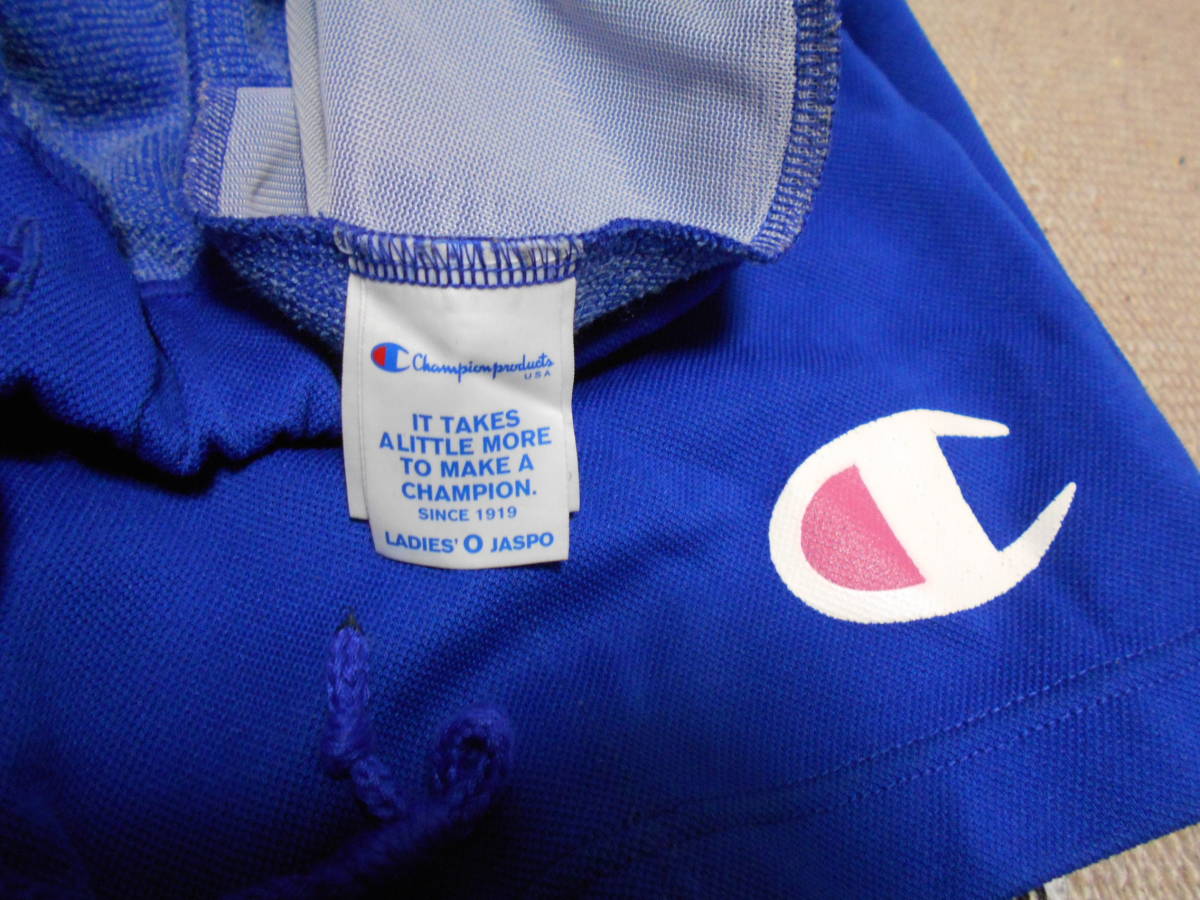 Champion products
USA
IT TAKES
A LITTLE MORE
TO MAKE A
CHAMPION.
SINCE 1919
LADIES' O JASPO